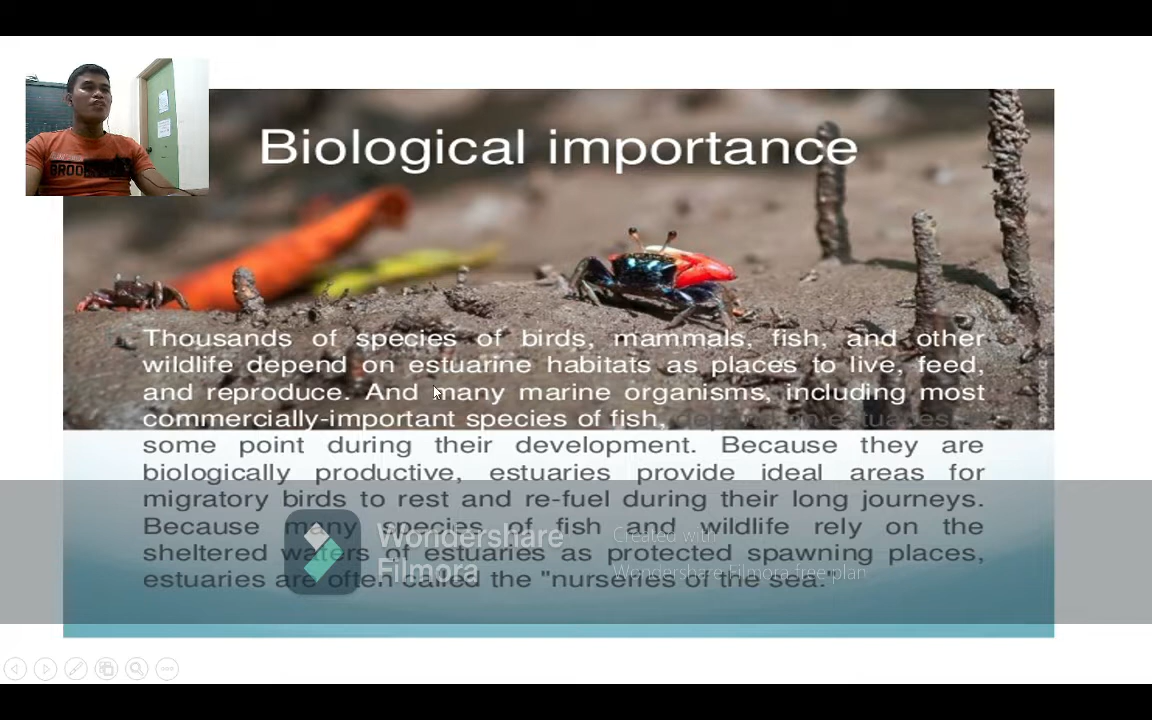 Biological importance
Thousands of species of birds, mammals, fish, and other
wildlife depend on estuarine habitats as places to live, feed,
and reproduce. And many marine organisms, including most
commercially-important species of fish, depend on estuaries
some point during their development. Because they are
biologically productive, estuaries provide ideal areas for
migratory birds to rest and re-fuel during their long journeys.
Because many species of fish and wildlife rely on the
sheltered waters of estuaries as protected spawning places,
estuaries are often called the "nurseries of the sea."
Wondershare
Filmora
Created with
Wondershare Filmora free plan
BROO